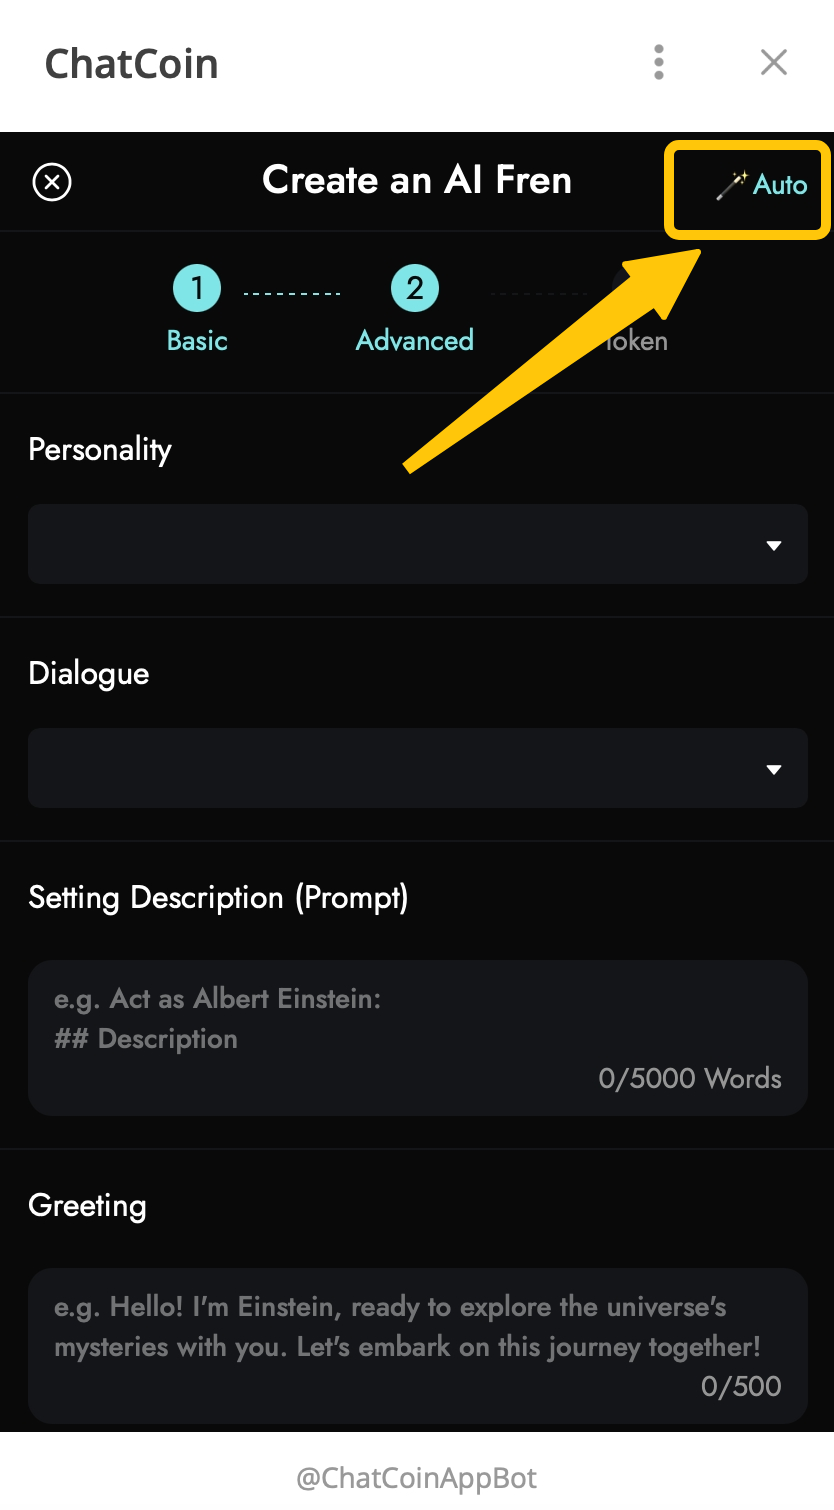 ChatCoin
Create an AI Fren
Auto
1
2
Basic
Advanced
Token
Personality
Dialogue
Setting Description (Prompt)
e.g. Act as Albert Einstein:
## Description
0/5000 Words
Greeting
e.g. Hello! I'm Einstein, ready to explore the universe's
mysteries with you. Let's embark on this journey together!
0/500
@ChatCoinAppBot